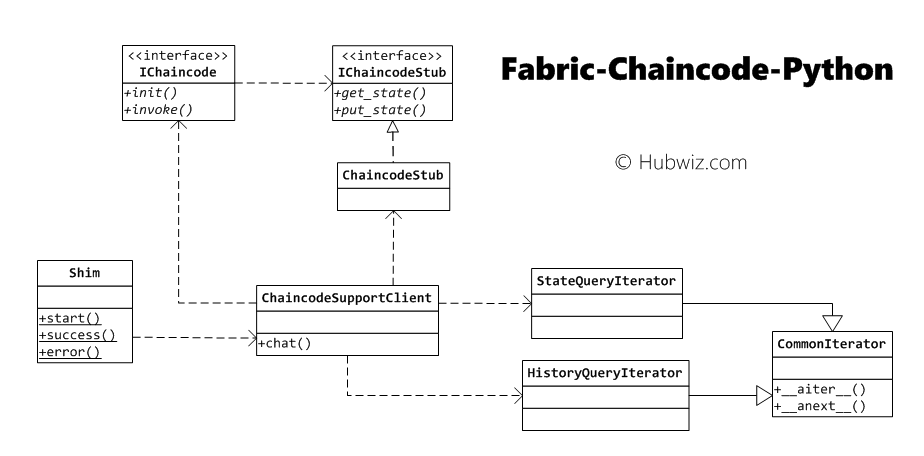 <<interface>>
IChaincode
+init()
+invoke()
<<interface>>
IChaincodeStub
+get_state()
+put_state()
Fabric-Chaincode-Python
© Hubwiz.com
ChaincodeStub
Shim
+start()
+success()
+error()
ChaincodeSupportClient
+chat()
StateQueryIterator
HistoryQueryIterator
CommonIterator
+__aiter__()
+__anext__()